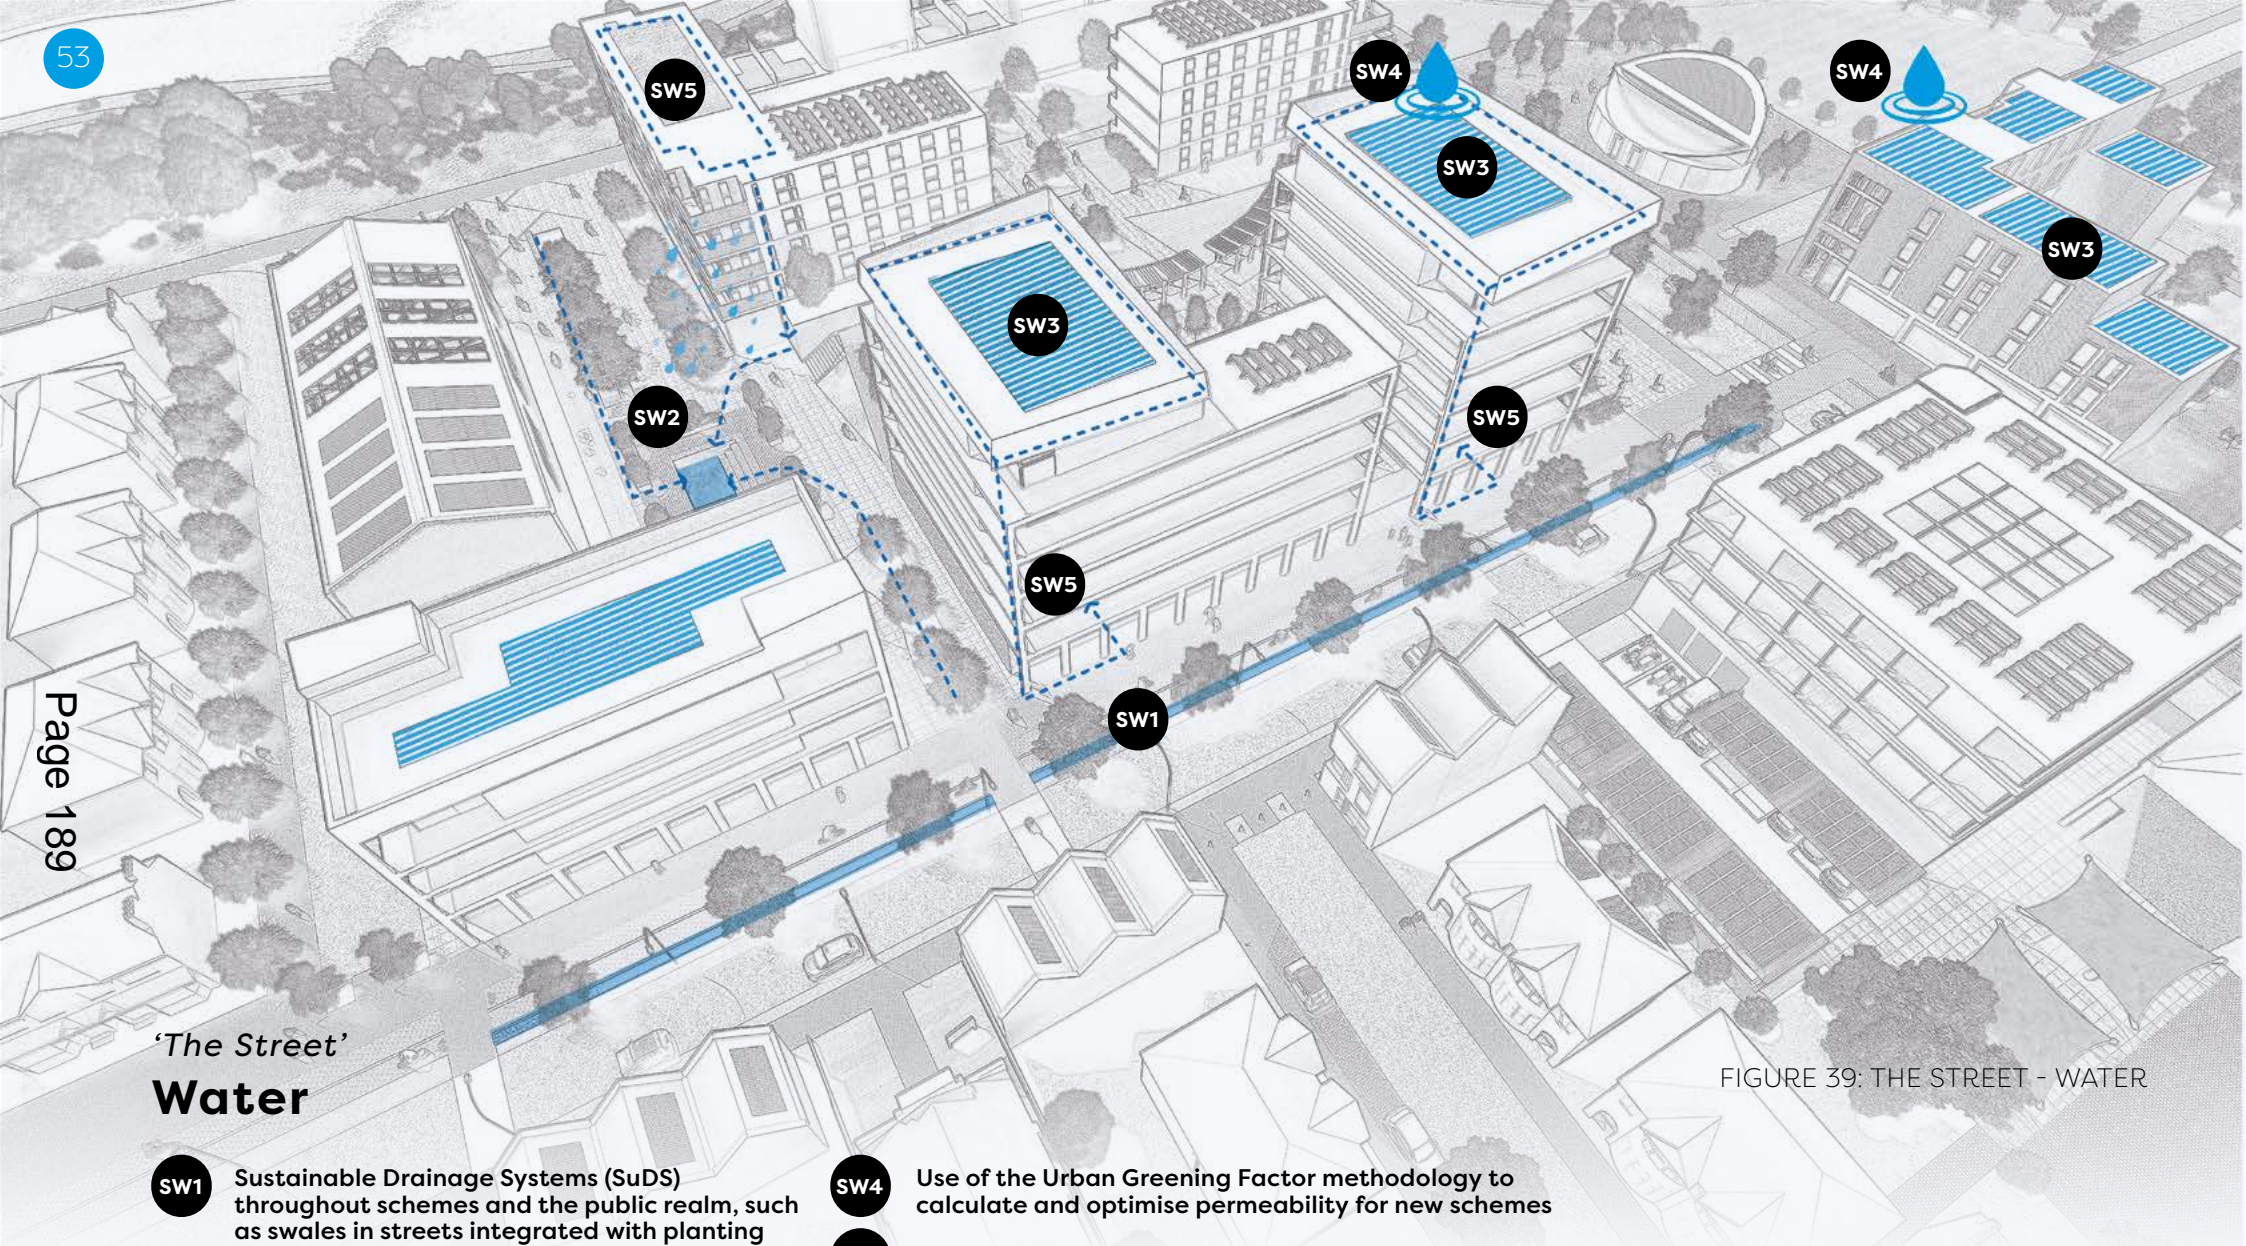 53
SW5
SW4
SW4
SW3
SW3
SW3
SW2
SW5
SW5
SW1
Page 189
‘The Street’
Water
FIGURE 39: THE STREET - WATER
SW1
Sustainable Drainage Systems (SuDS)
throughout schemes and the public realm, such
as swales in streets integrated with planting
SW4
Use of the Urban Greening Factor methodology to
calculate and optimise permeability for new schemes